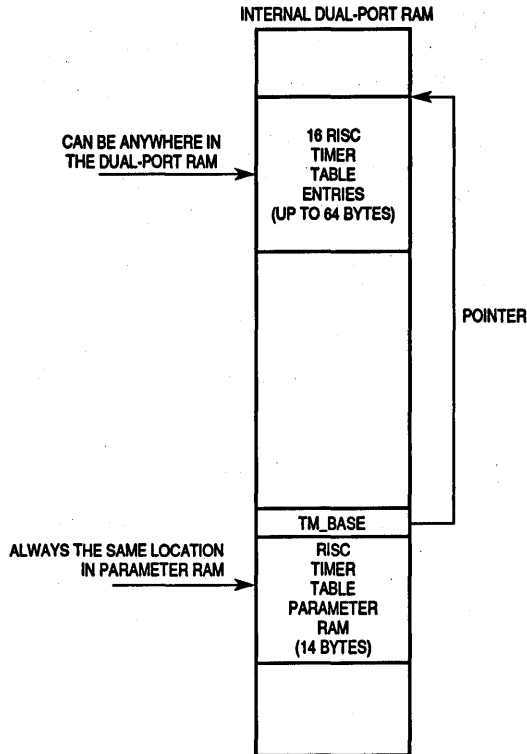 INTERNAL DUAL-PORT RAM
CAN BE ANYWHERE IN
THE DUAL-PORT RAM
16 RISC
TIMER
TABLE
ENTRIES
(UP TO 64 BYTES)
POINTER
TM_BASE
ALWAYS THE SAME LOCATION
IN PARAMETER RAM
RISC
TIMER
TABLE
PARAMETER
RAM
(14 BYTES)